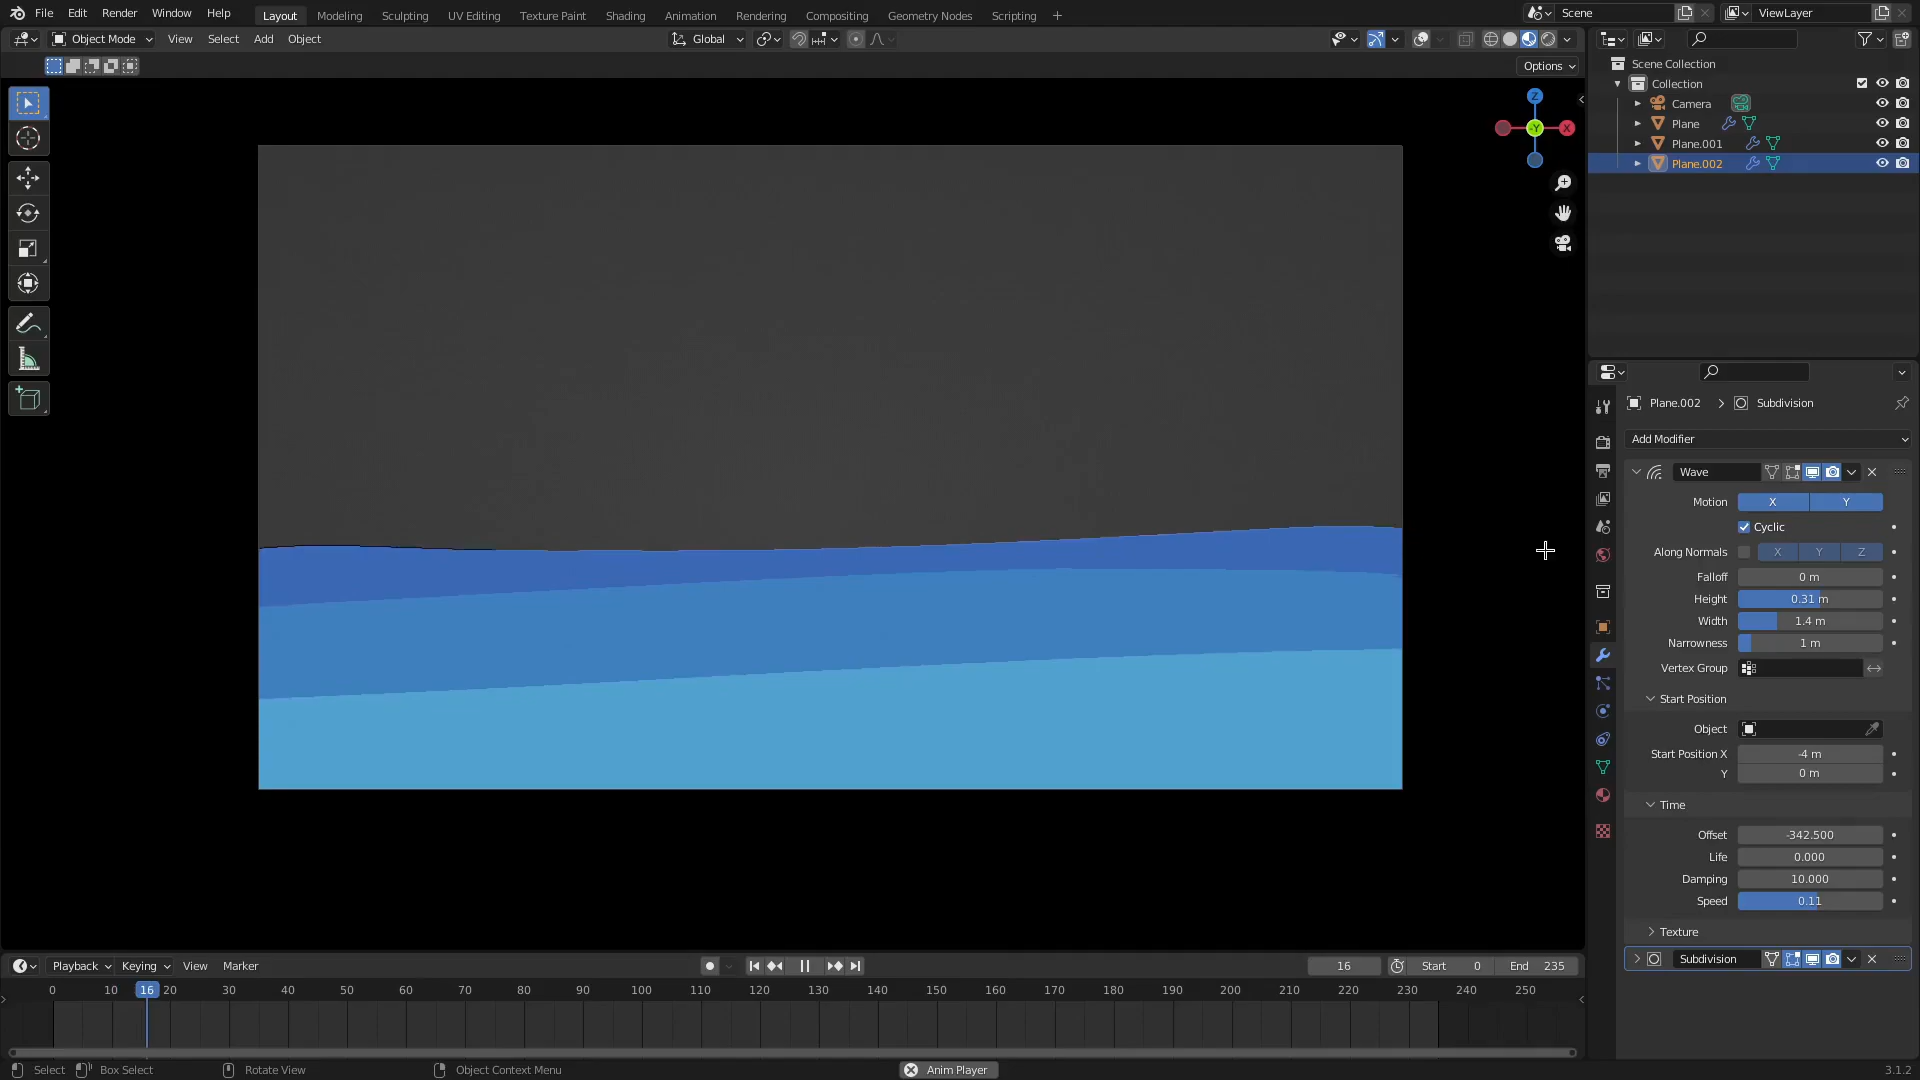 File Edit Render Window Help
Layout Modeling Sculpting UV Editing Texture Paint Shading Animation Rendering Compositing Geometry Nodes Scripting
Scene
ViewLayer
Object Mode View Select Add Object
Global
Options
Z
Y
X
Scene Collection
Collection
Camera
Plane
Plane.001
Plane.002
Plane.002 Subdivision
Add Modifier
Wave
Motion X Y
Cyclic
Along Normals X Y Z
Falloff 0 m
Height 0.31 m
Width 1.4 m
Narrowness 1 m
Vertex Group
Start Position
Object
Start Position X -4 m
Y 0 m
Time
Offset -342.500
Life 0.000
Damping 10.000
Speed 0.11
Texture
Subdivision
Playback Keying View Marker
16 Start 0 End 235
0 10 16 20 30 40 50 60 70 80 90 100 110 120 130 140 150 160 170 180 190 200 210 220 230 240 250
Select Box Select Rotate View Object Context Menu Anim Player 3.1.2